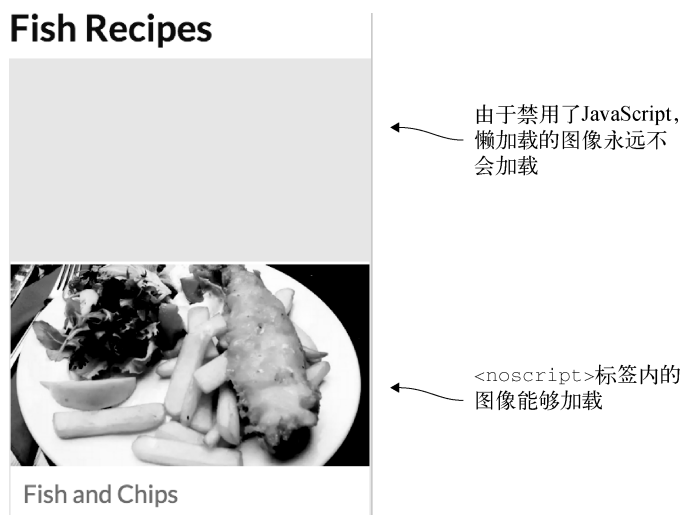 Fish Recipes
由于禁用了JavaScript,
懒加载的图像永远不
会加载
<noscript>标签内的
图像能够加载
Fish and Chips